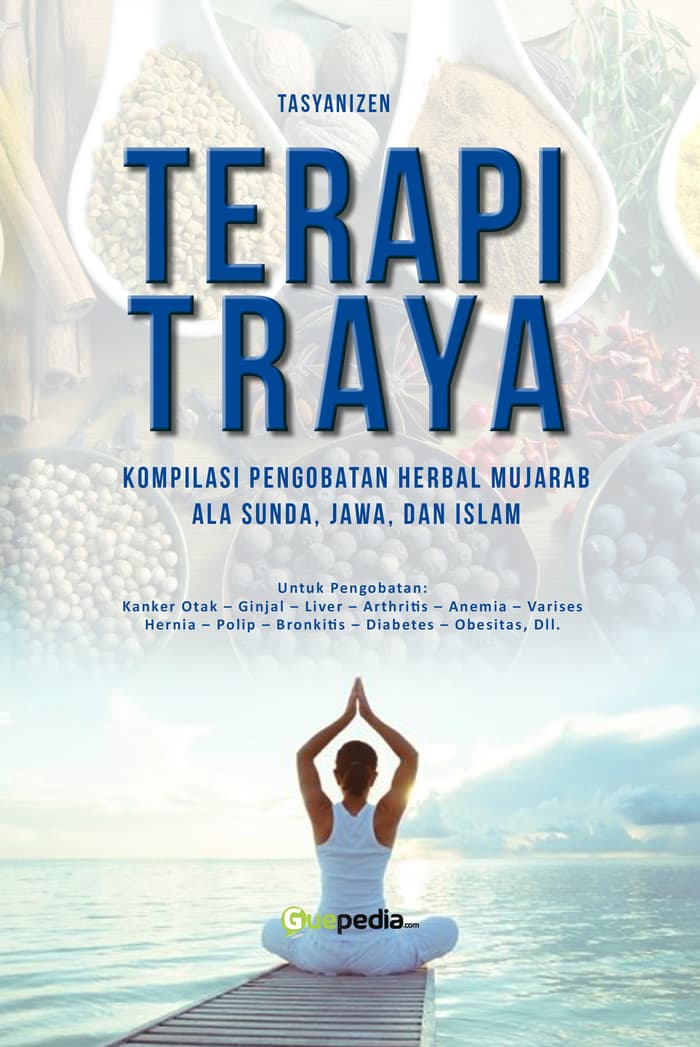 TASYANIZEN
TERAPI
TRAYA
KOMPILASI PENGOBATAN HERBAL MUJARAB
ALA SUNDA, JAWA, DAN ISLAM
Untuk Pengobatan:
Kanker Otak – Ginjal – Liver – Arthritis – Anemia – Varises
Hernia – Polip – Bronkitis – Diabetes – Obesitas, Dll.
Guepedia.com